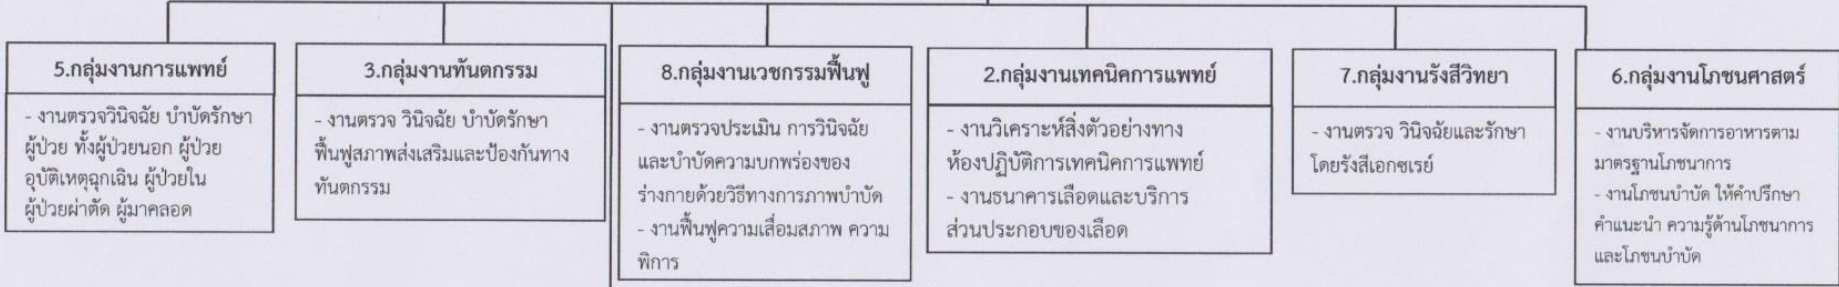 5.กลุ่มงานการแพทย์
- งานตรวจวินิจฉัย บำบัดรักษา
ผู้ป่วย ทั้งผู้ป่วยนอก ผู้ป่วย
อุบัติเหตุฉุกเฉิน ผู้ป่วยใน
ผู้ป่วยผ่าตัด ผู้มาคลอด
3.กลุ่มงานทันตกรรม
- งานตรวจ วินิจฉัย บำบัดรักษา
ฟื้นฟูสภาพส่งเสริมและป้องกันทาง
ทันตกรรม
8.กลุ่มงานเวชกรรมฟื้นฟู
- งานตรวจประเมิน การวินิจฉัย
และบำบัดความบกพร่องของ
ร่างกายด้วยวิธีทางการภาพบำบัด
- งานฟื้นฟูความเสื่อมสภาพ ความ
พิการ
2.กลุ่มงานเทคนิคการแพทย์
- งานวิเคราะห์สิ่งตัวอย่างทาง
ห้องปฏิบัติการเทคนิคการแพทย์
- งานธนาคารเลือดและบริการ
ส่วนประกอบของเลือด
7.กลุ่มงานรังสีวิทยา
- งานตรวจ วินิจฉัยและรักษา
โดยรังสีเอกซเรย์
6.กลุ่มงานโภชนศาสตร์
- งานบริหารจัดการอาหารตาม
มาตรฐานโภชนาการ
- งานโภชนบำบัด ให้คำปรึกษา
คำแนะนำ ความรู้ด้านโภชนาการ
และโภชนบำบัด